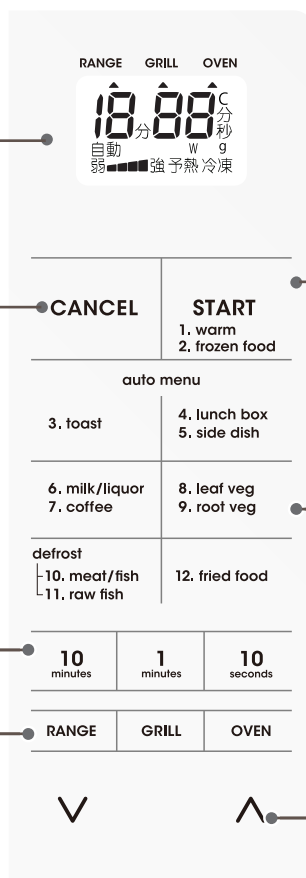 RANGE GRILL OVEN
18分88 C分秒
自動 W g
弱 強 予熱 冷凍
CANCEL START
1. warm
2. frozen food
auto menu
3. toast
4. lunch box
5. side dish
6. milk/liquor
7. coffee
8. leaf veg
9. root veg
defrost
10. meat/fish
11. raw fish
12. fried food
10 minutes
1 minutes
10 seconds
RANGE GRILL OVEN